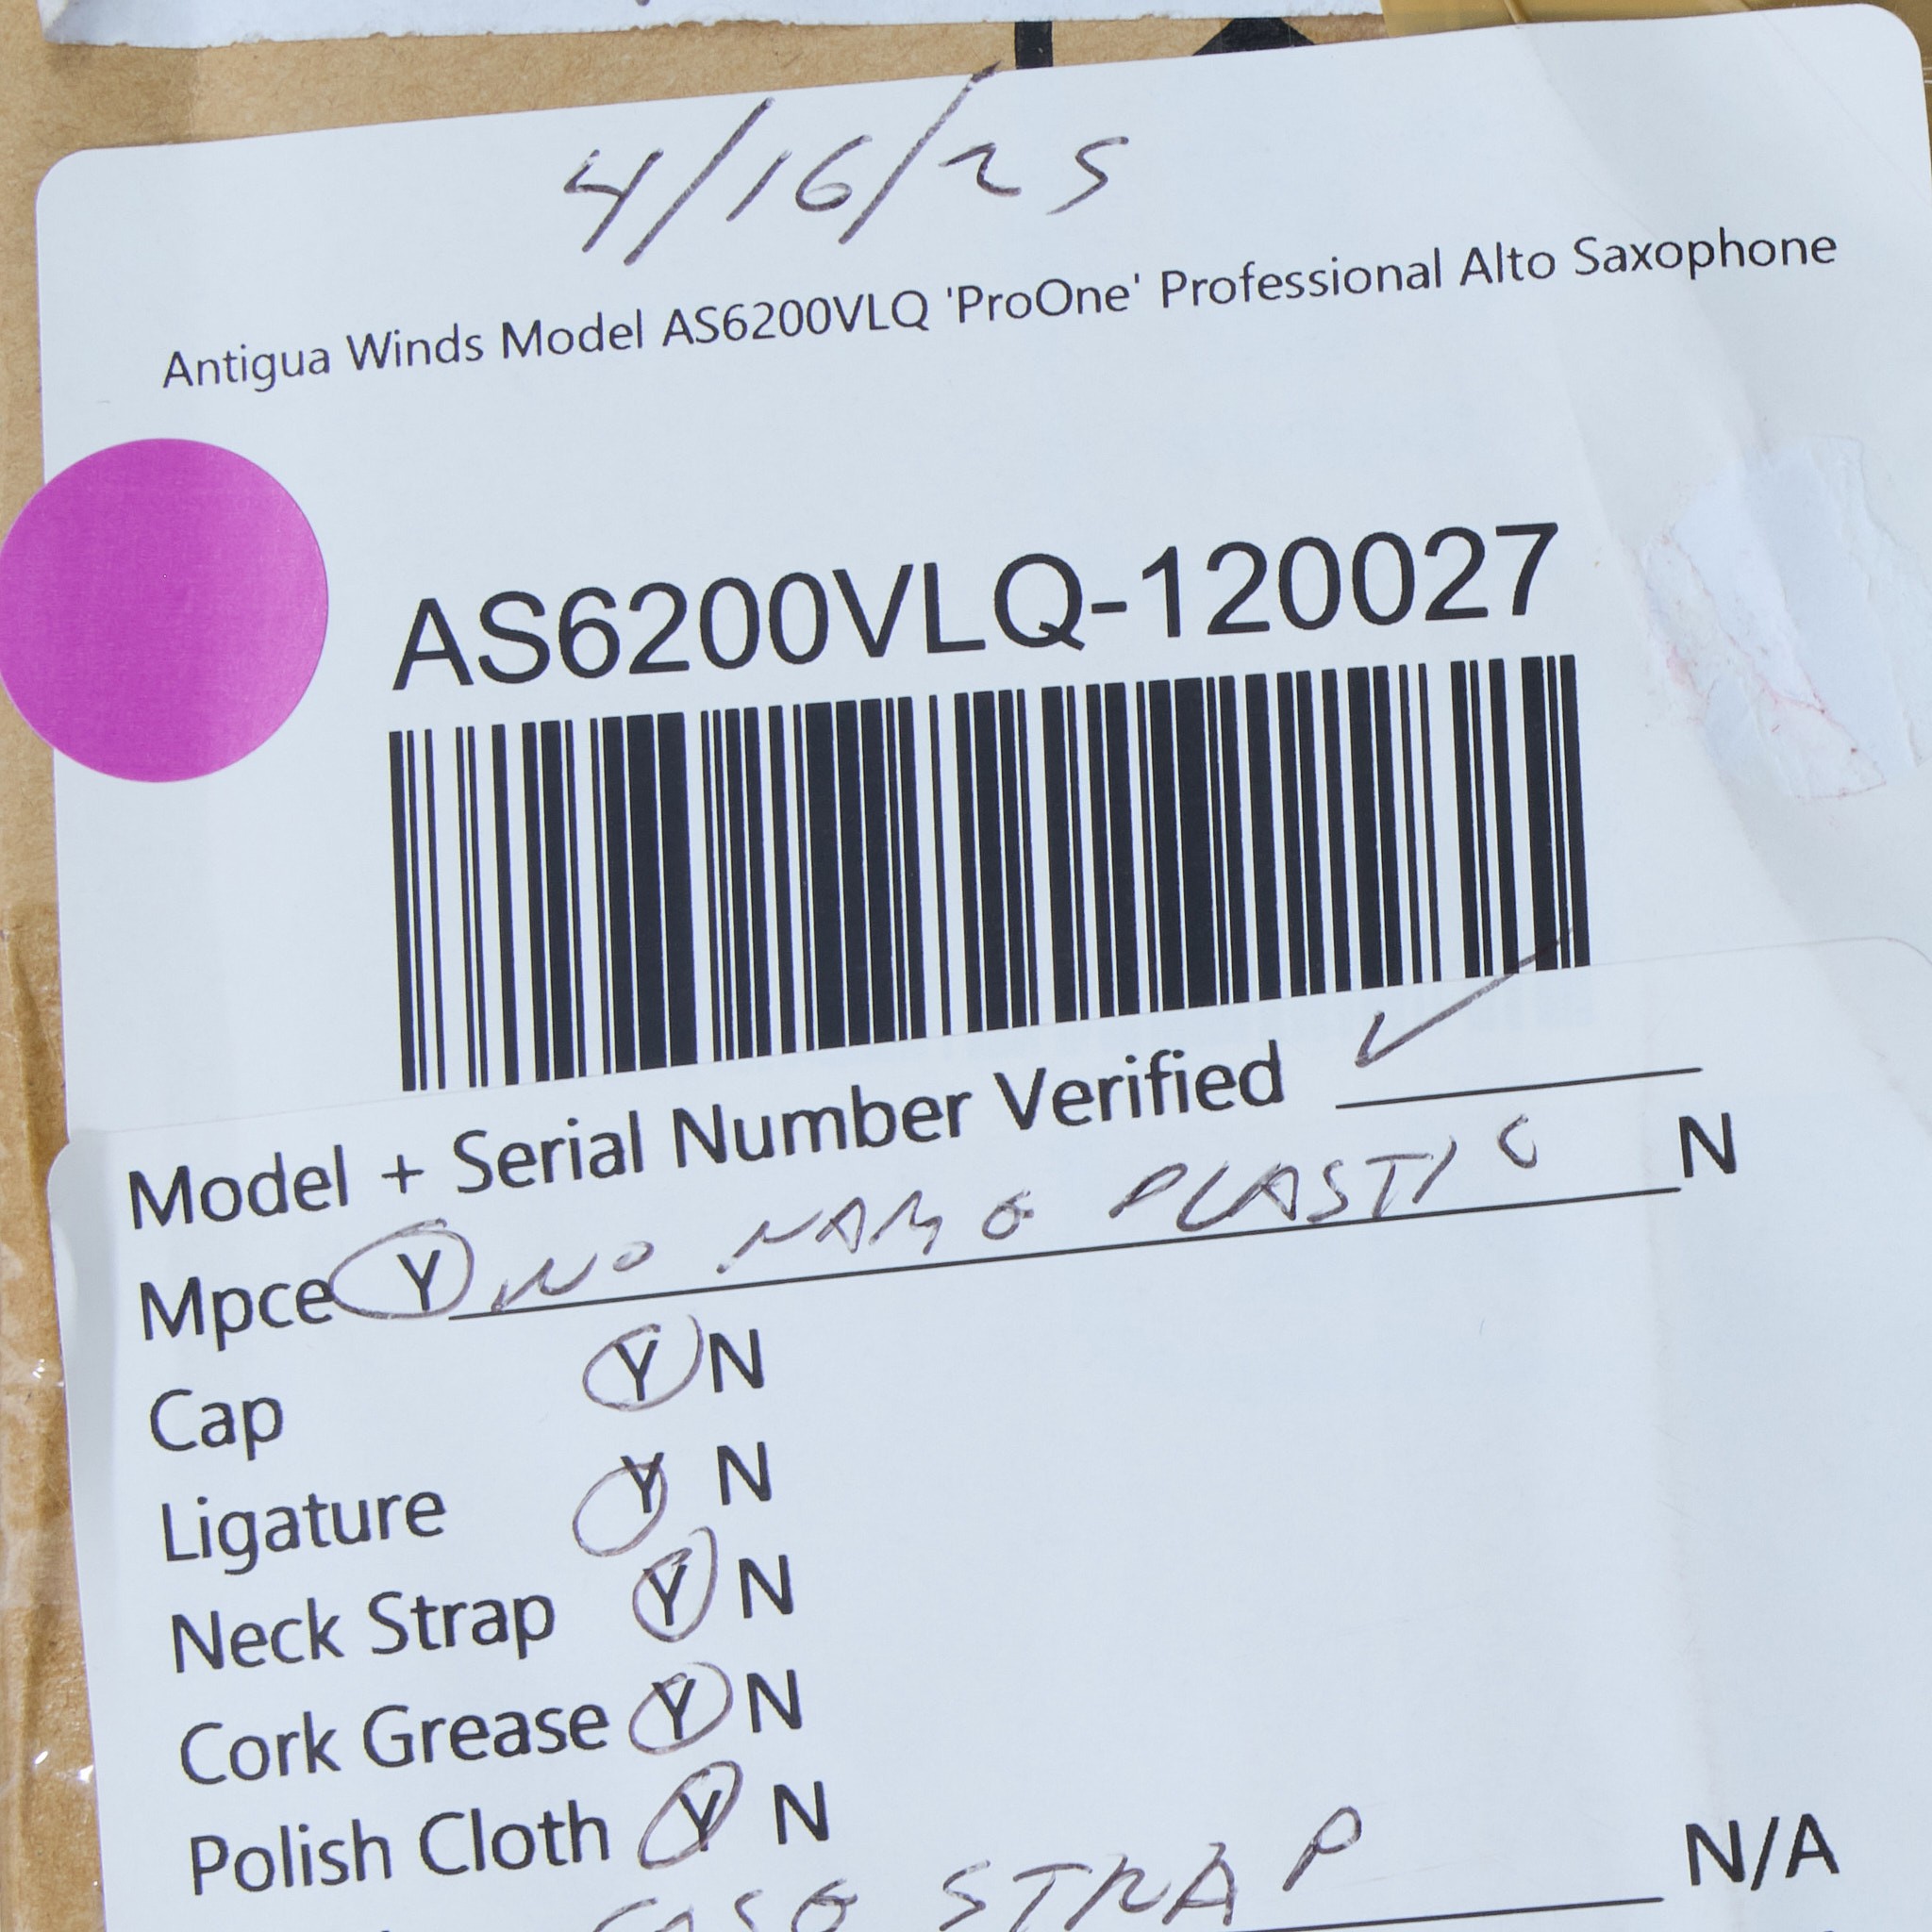 4/16/25
Antigua Winds Model AS6200VLQ 'ProOne' Professional Alto Saxophone
AS6200VLQ-120027
Model + Serial Number Verified ✓
Mpce Y NO NAME PLASTIC N
Cap Y N
Ligature Y N
Neck Strap Y N
Cork Grease Y N
Polish Cloth Y N
CASE STRAP N/A